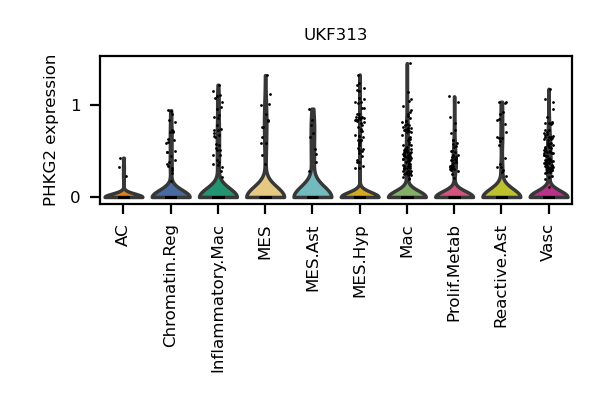 UKF313
PHKG2 expression
1
0
AC
Chromatin.Reg
Inflammatory.Mac
MES
MES.Ast
MES.Hyp
Mac
Prolif.Metab
Reactive.Ast
Vasc